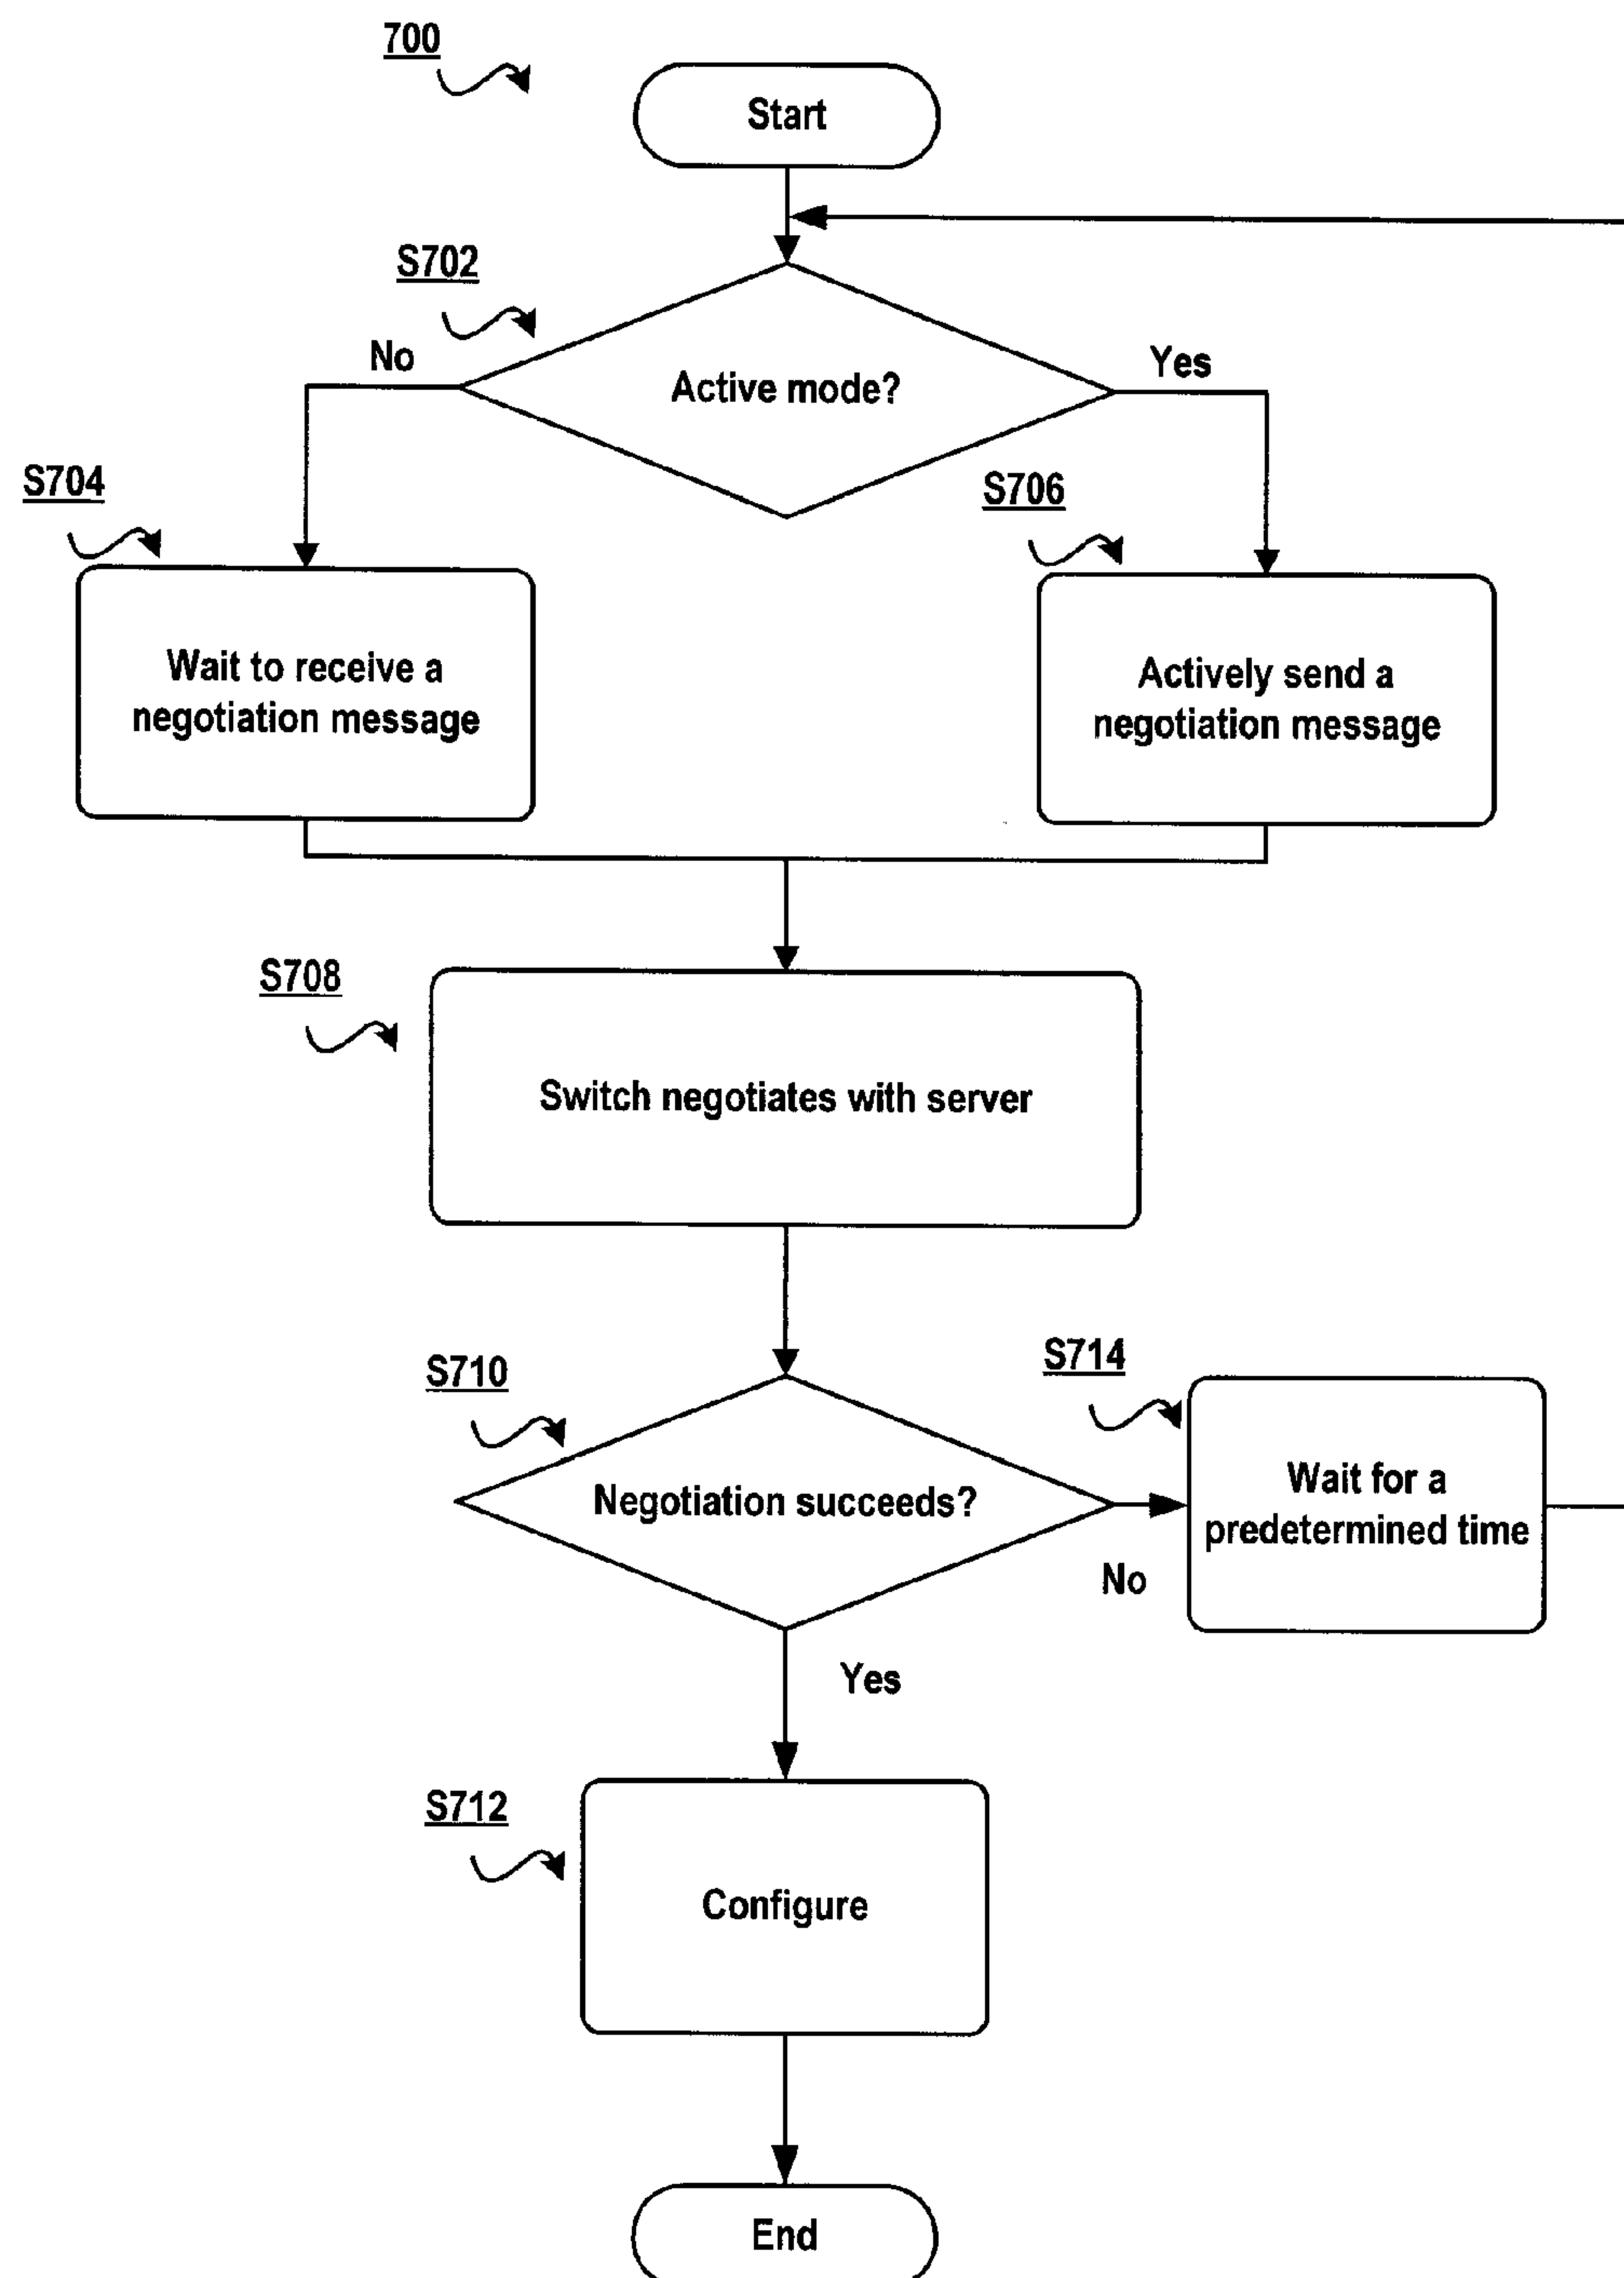 700
Start
S702
No
Active mode?
Yes
S704
S706
Wait to receive a
negotiation message
Actively send a
negotiation message
S708
Switch negotiates with server
S710
S714
Negotiation succeeds?
Wait for a
predetermined time
No
Yes
S712
Configure
End